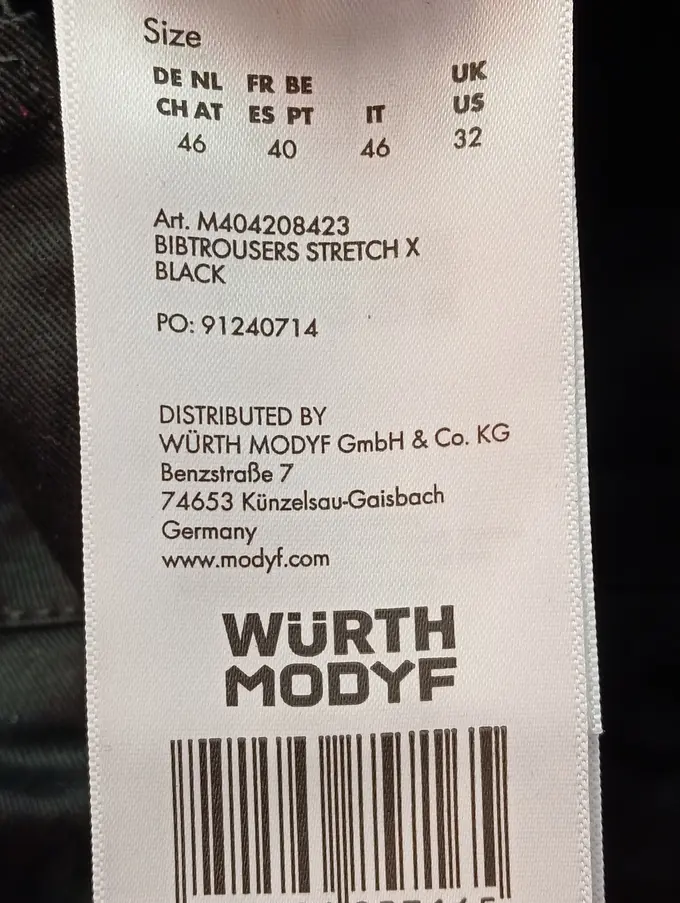 Size
DE NL FR BE UK
CH AT ES PT IT US
46 40 46 32
Art. M404208423
BIBTROUSERS STRETCH X
BLACK
PO: 91240714
DISTRIBUTED BY
WÜRTH MODYF GmbH & Co. KG
Benzstraße 7
74653 Künzelsau-Gaisbach
Germany
www.modyf.com
WÜRTH
MODYF